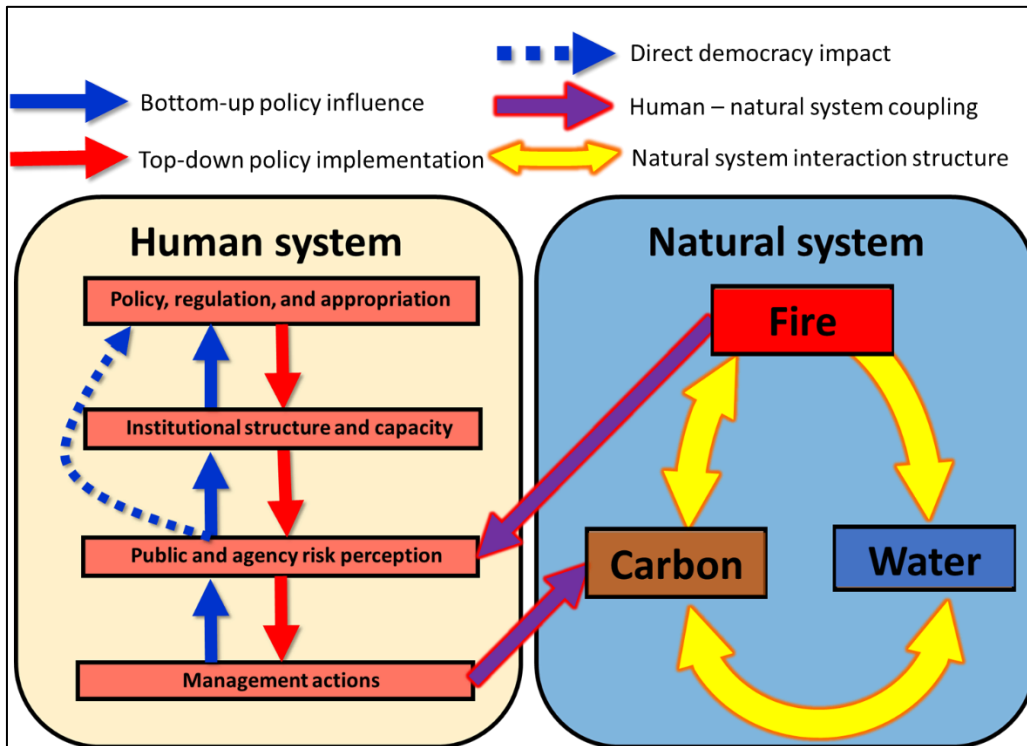 Direct democracy impact
Bottom-up policy influence
Human – natural system coupling
Top-down policy implementation
Natural system interaction structure
Human system
Natural system
Policy, regulation, and appropriation
Fire
Institutional structure and capacity
Public and agency risk perception
Carbon
Water
Management actions